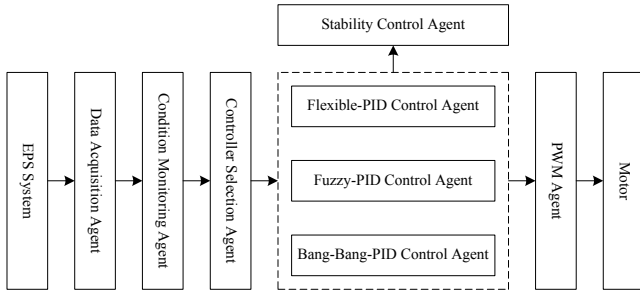 Stability Control Agent
EPS System
Data Acquisition Agent
Condition Monitoring Agent
Controller Selection Agent
Flexible-PID Control Agent
Fuzzy-PID Control Agent
Bang-Bang-PID Control Agent
PWM Agent
Motor